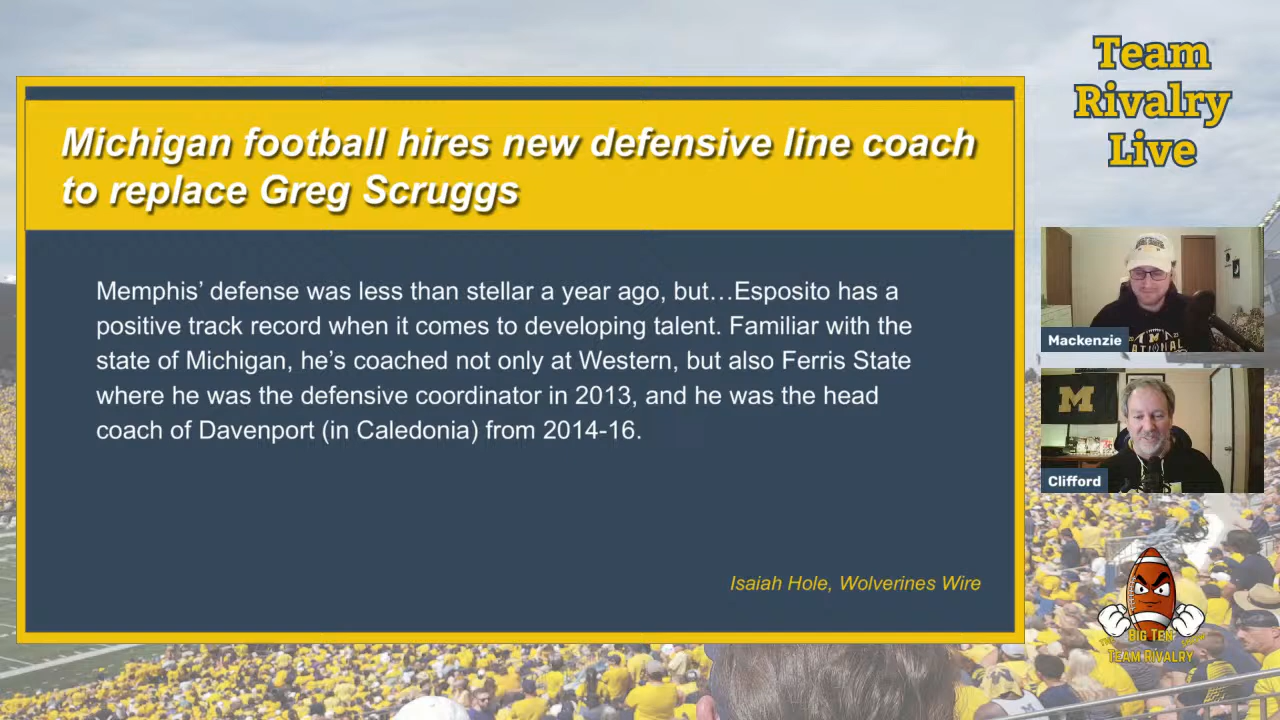 Michigan football hires new defensive line coach
to replace Greg Scruggs
Memphis’ defense was less than stellar a year ago, but…Esposito has a
positive track record when it comes to developing talent. Familiar with the
state of Michigan, he’s coached not only at Western, but also Ferris State
where he was the defensive coordinator in 2013, and he was the head
coach of Davenport (in Caledonia) from 2014-16.
Isaiah Hole, Wolverines Wire
Team
Rivalry
Live
Mackenzie
M
Clifford
BIG TEN
TEAM RIVALRY